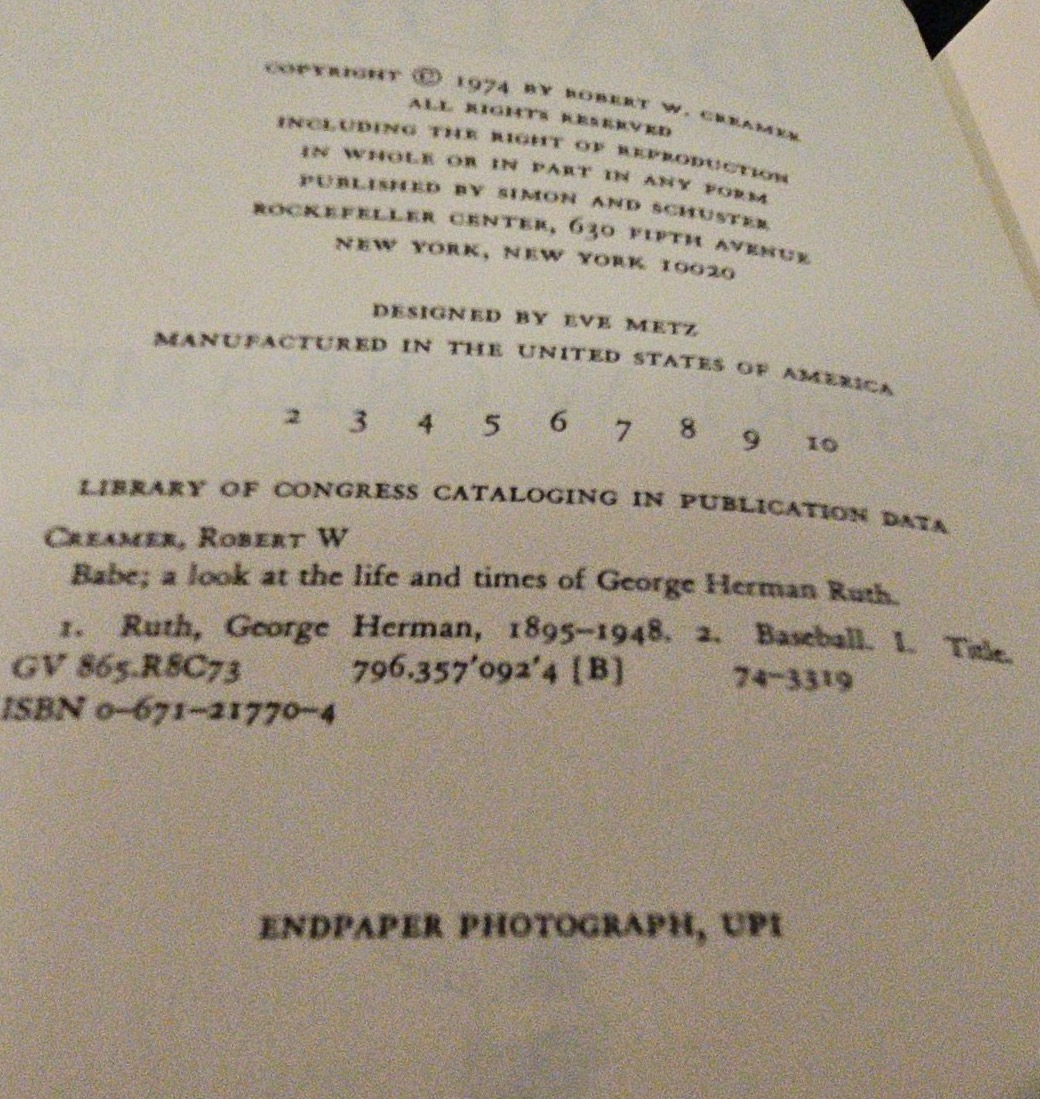 COPYRIGHT © 1974 BY ROBERT W. CREAMER
ALL RIGHTS RESERVED
INCLUDING THE RIGHT OF REPRODUCTION
IN WHOLE OR IN PART IN ANY FORM
PUBLISHED BY SIMON AND SCHUSTER
ROCKEFELLER CENTER, 630 FIFTH AVENUE
NEW YORK, NEW YORK 10020
DESIGNED BY EVE METZ
MANUFACTURED IN THE UNITED STATES OF AMERICA
2 3 4 5 6 7 8 9 10
LIBRARY OF CONGRESS CATALOGING IN PUBLICATION DATA
CREAMER, ROBERT W
Babe; a look at the life and times of George Herman Ruth.
1. Ruth, George Herman, 1895–1948. 2. Baseball. I. Title.
GV 865.R8C73 796.357'092'4 [B] 74–3319
ISBN 0–671–21770–4
ENDPAPER PHOTOGRAPH, UPI